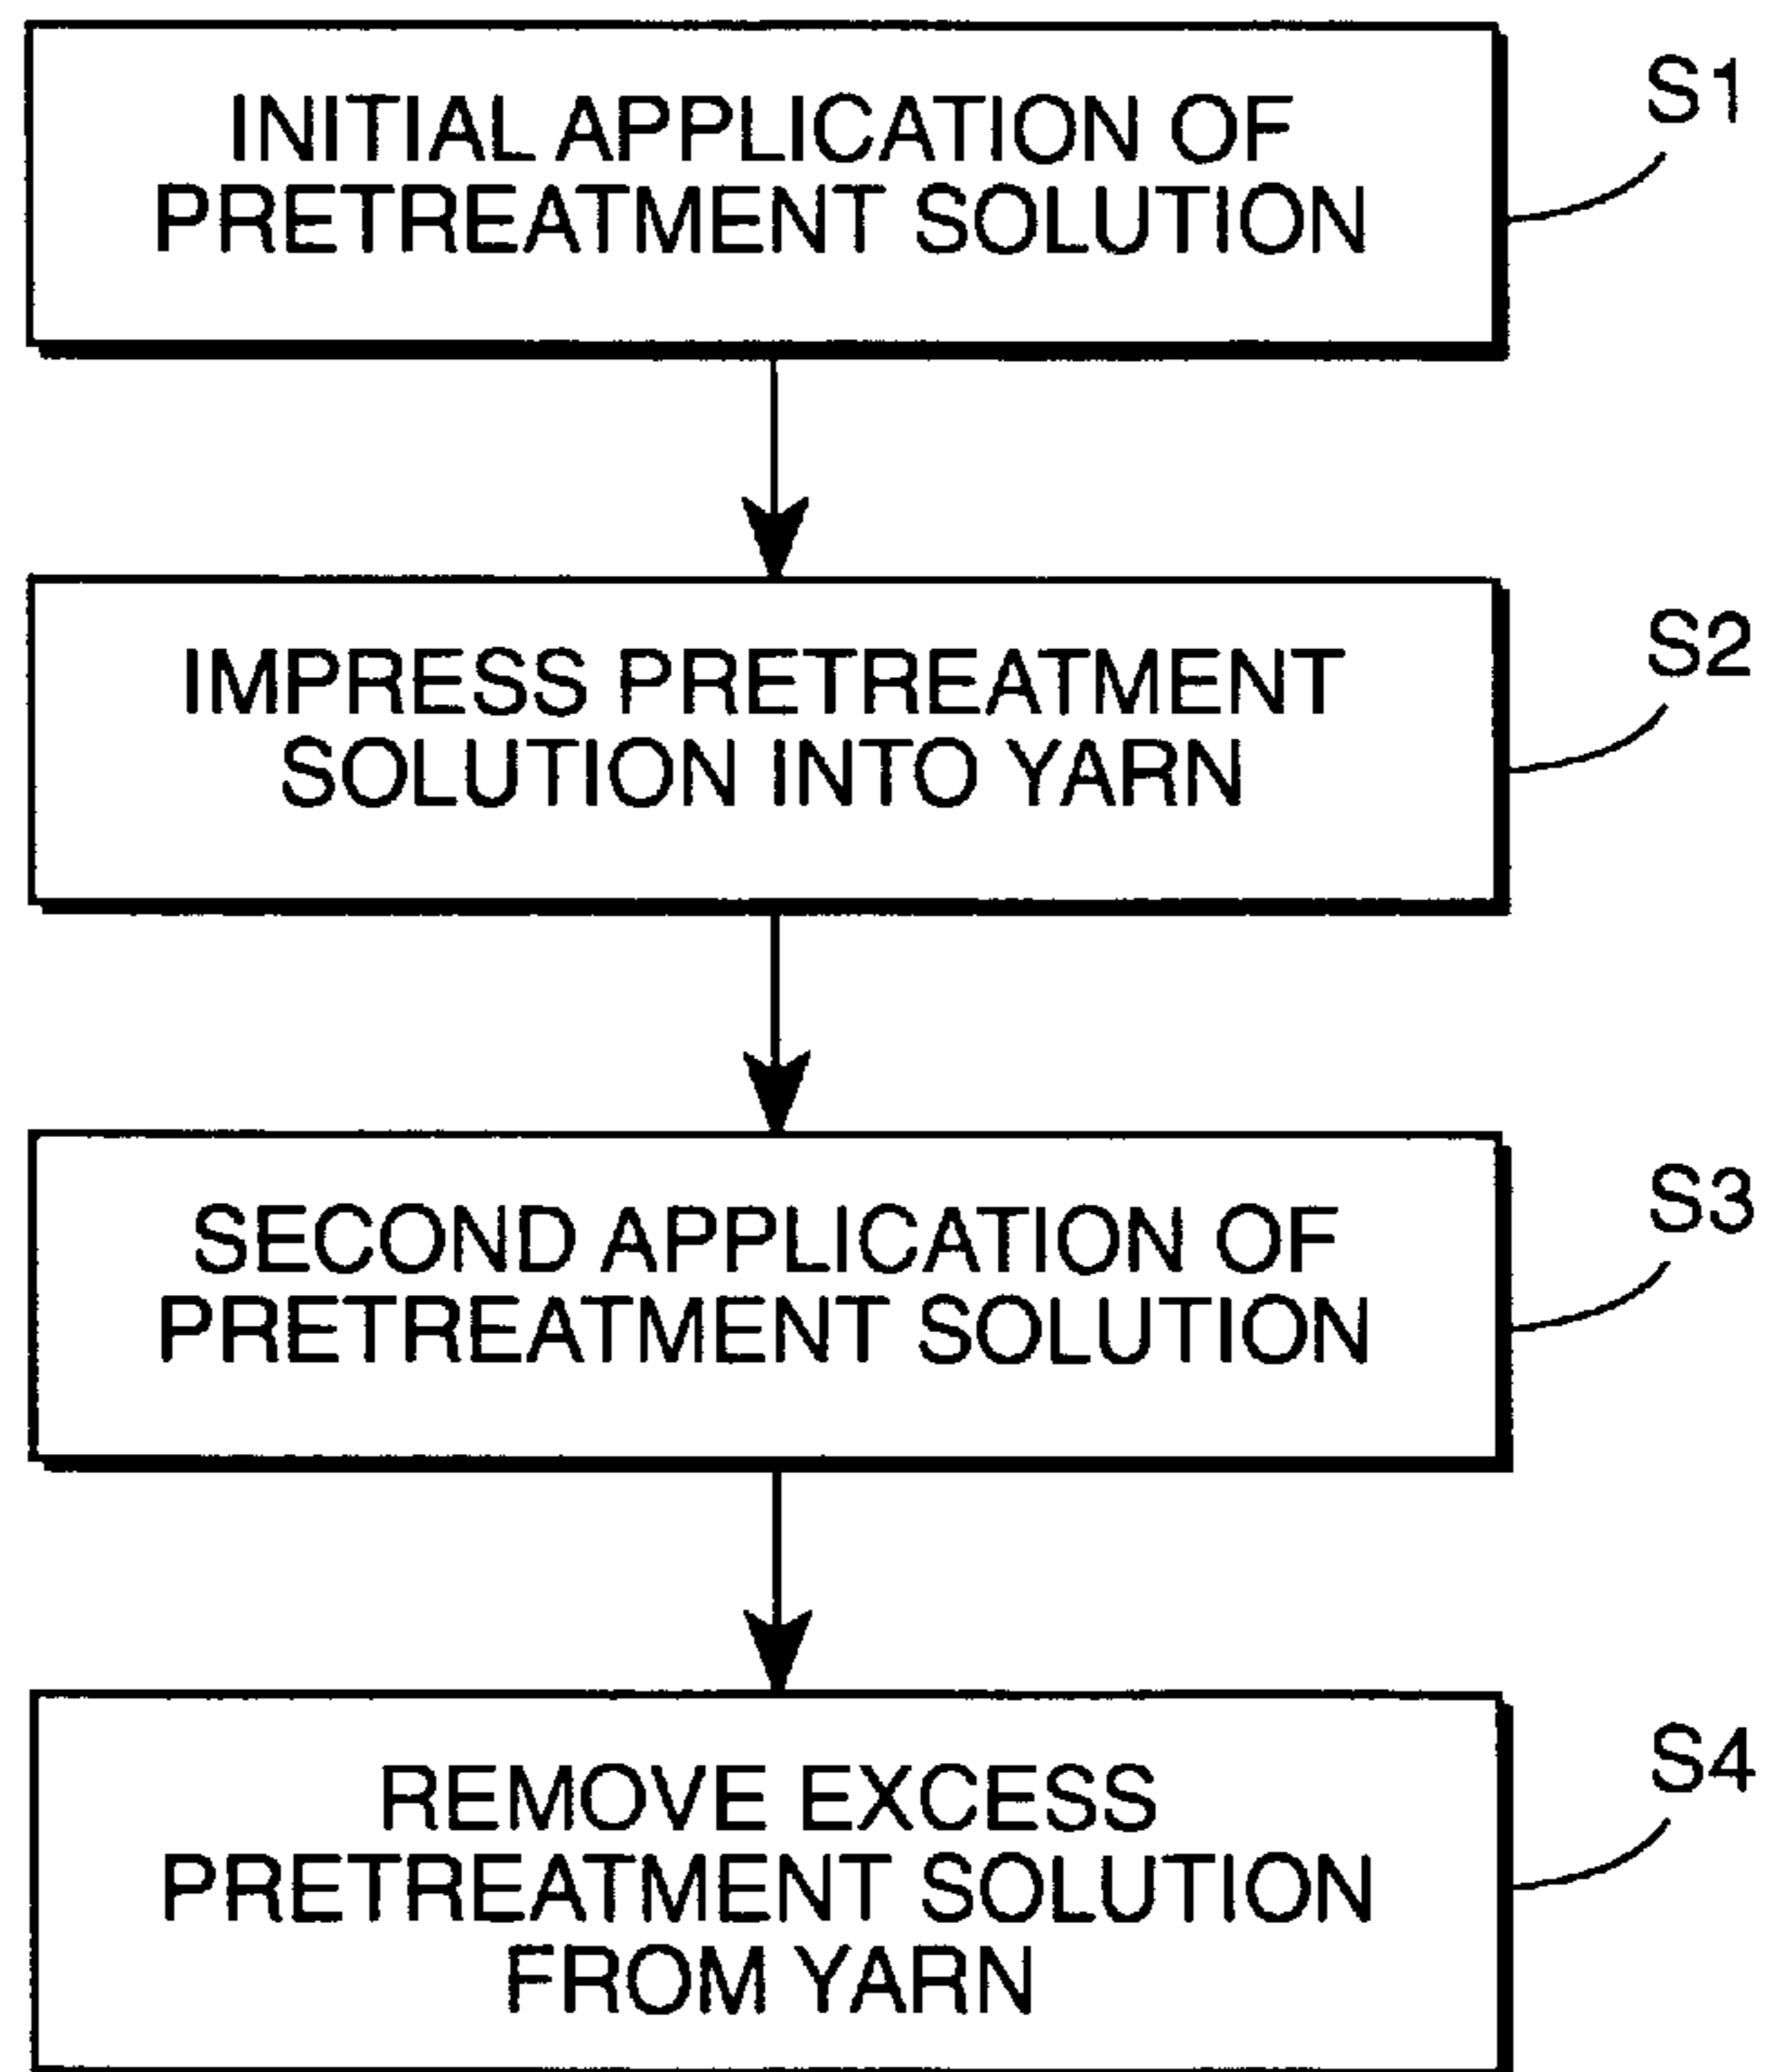 INITIAL APPLICATION OF
PRETREATMENT SOLUTION
S1
IMPRESS PRETREATMENT
SOLUTION INTO YARN
S2
SECOND APPLICATION OF
PRETREATMENT SOLUTION
S3
REMOVE EXCESS
PRETREATMENT SOLUTION
FROM YARN
S4